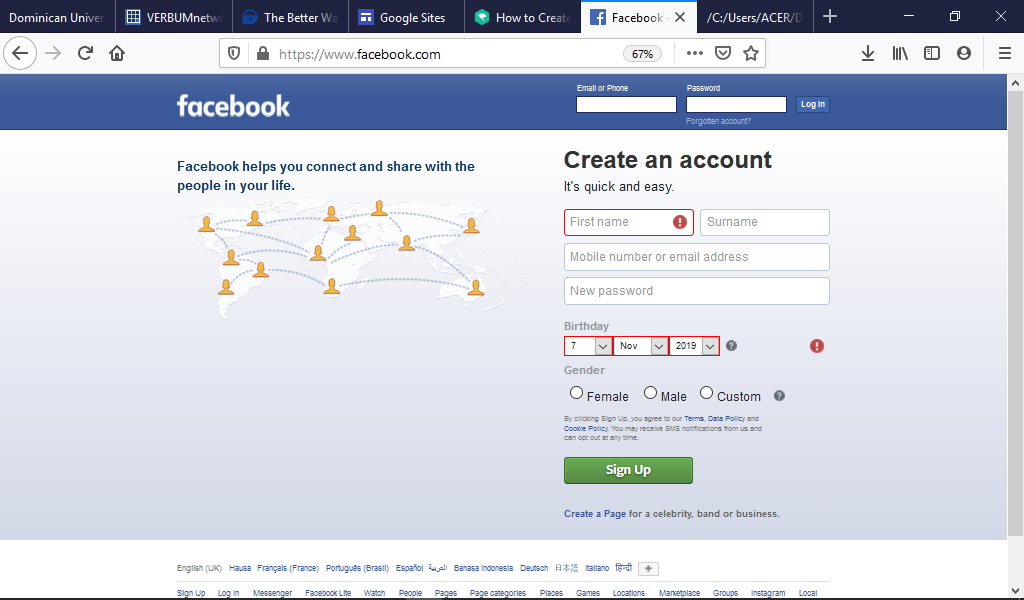 Dominican Univer
VERBUMnetw
The Better Wa
Google Sites
How to Create
Facebook
/C:/Users/ACER/D
https://www.facebook.com
67%
Email or Phone
Password
facebook
Log In
Forgotten account?
Facebook helps you connect and share with the
people in your life.
Create an account
It's quick and easy.
First name
Surname
Mobile number or email address
New password
Birthday
7
Nov
2019
Gender
Female
Male
Custom
By clicking Sign Up, you agree to our Terms, Data Policy and
Cookie Policy. You may receive SMS notifications from us and
can opt out at any time.
Sign Up
Create a Page for a celebrity, band or business.
English (UK) Hausa Français (France) Português (Brasil) Español العربية Bahasa Indonesia Deutsch 日本語 Italiano हिन्दी
Sign Up Log In Messenger Facebook Lite Watch People Pages Page categories Places Games Locations Marketplace Groups Instagram Local